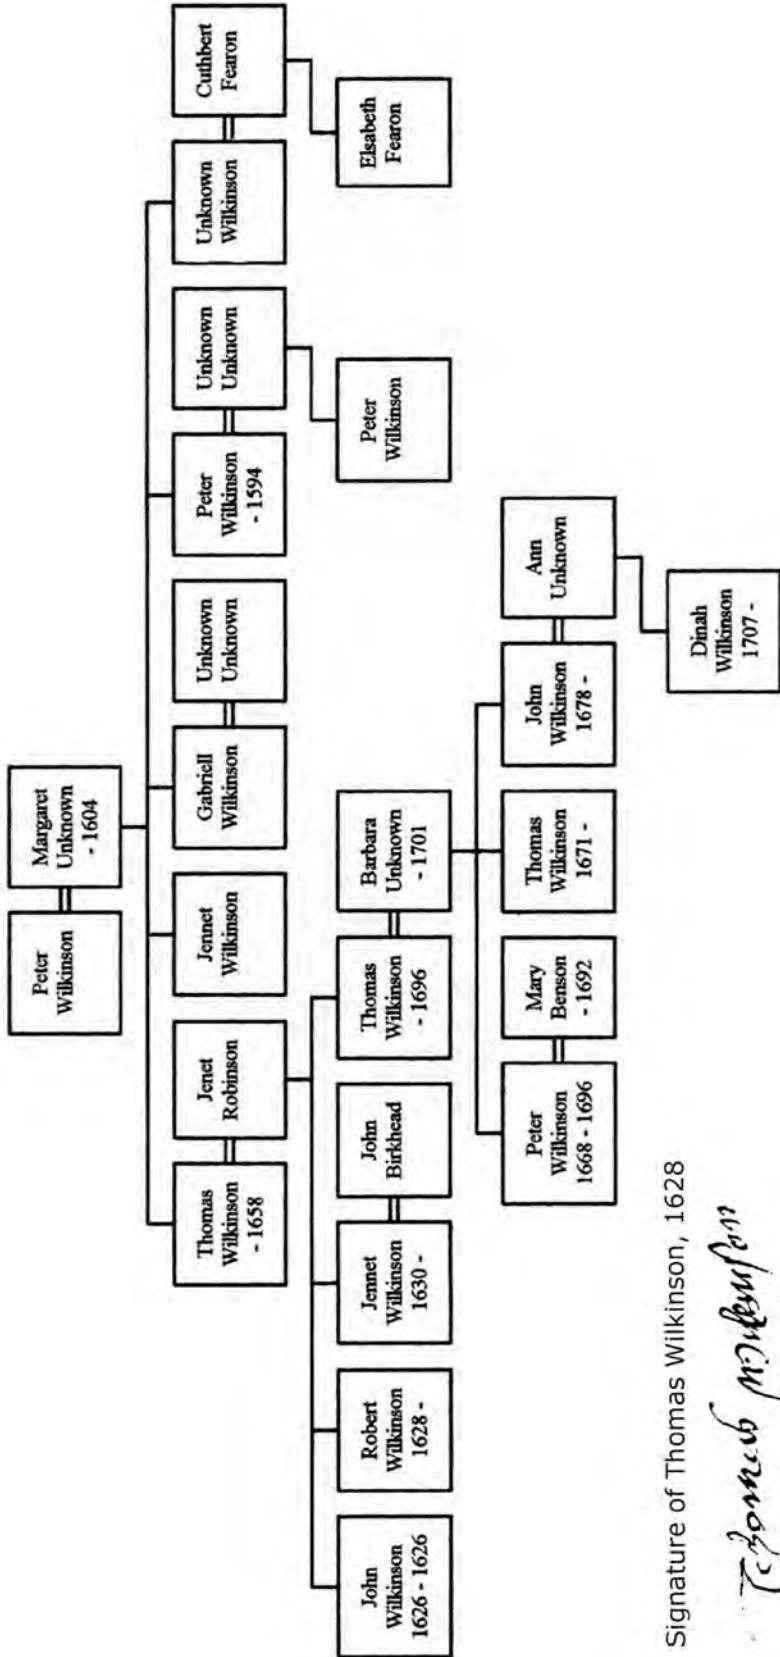 Peter
Wilkinson
Margaret
Unknown
- 1604
Thomas
Wilkinson
- 1658
Jenet
Robinson
Jennet
Wilkinson
Gabriell
Wilkinson
Unknown
Unknown
Peter
Wilkinson
- 1594
Unknown
Unknown
Unknown
Wilkinson
Cuthbert
Fearon
John
Wilkinson
1626 - 1626
Robert
Wilkinson
1628 -
Jennet
Wilkinson
1630 -
John
Birkhead
Thomas
Wilkinson
- 1696
Barbara
Unknown
- 1701
Peter
Wilkinson
Elsabeth
Fearon
Peter
Wilkinson
1668 - 1696
Mary
Benson
- 1692
Thomas
Wilkinson
1671 -
John
Wilkinson
1678 -
Ann
Unknown
Dinah
Wilkinson
1707 -
Signature of Thomas Wilkinson, 1628
Thomas Wilkinson